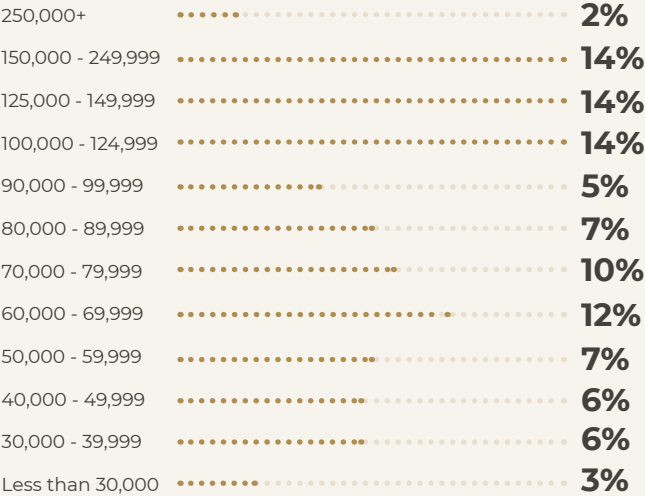 250,000+ 2%
150,000 - 249,999 14%
125,000 - 149,999 14%
100,000 - 124,999 14%
90,000 - 99,999 5%
80,000 - 89,999 7%
70,000 - 79,999 10%
60,000 - 69,999 12%
50,000 - 59,999 7%
40,000 - 49,999 6%
30,000 - 39,999 6%
Less than 30,000 3%